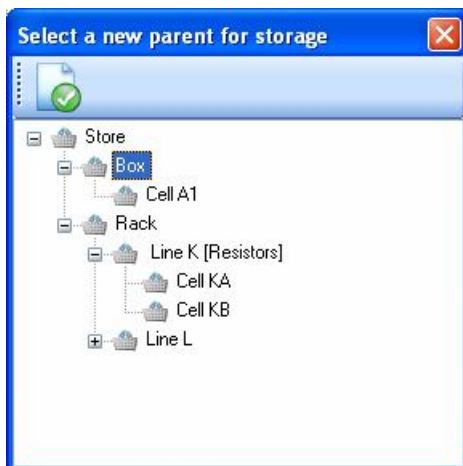 Select a new parent for storage
Store
Box
Cell A1
Rack
Line K [Resistors]
Cell KA
Cell KB
Line L